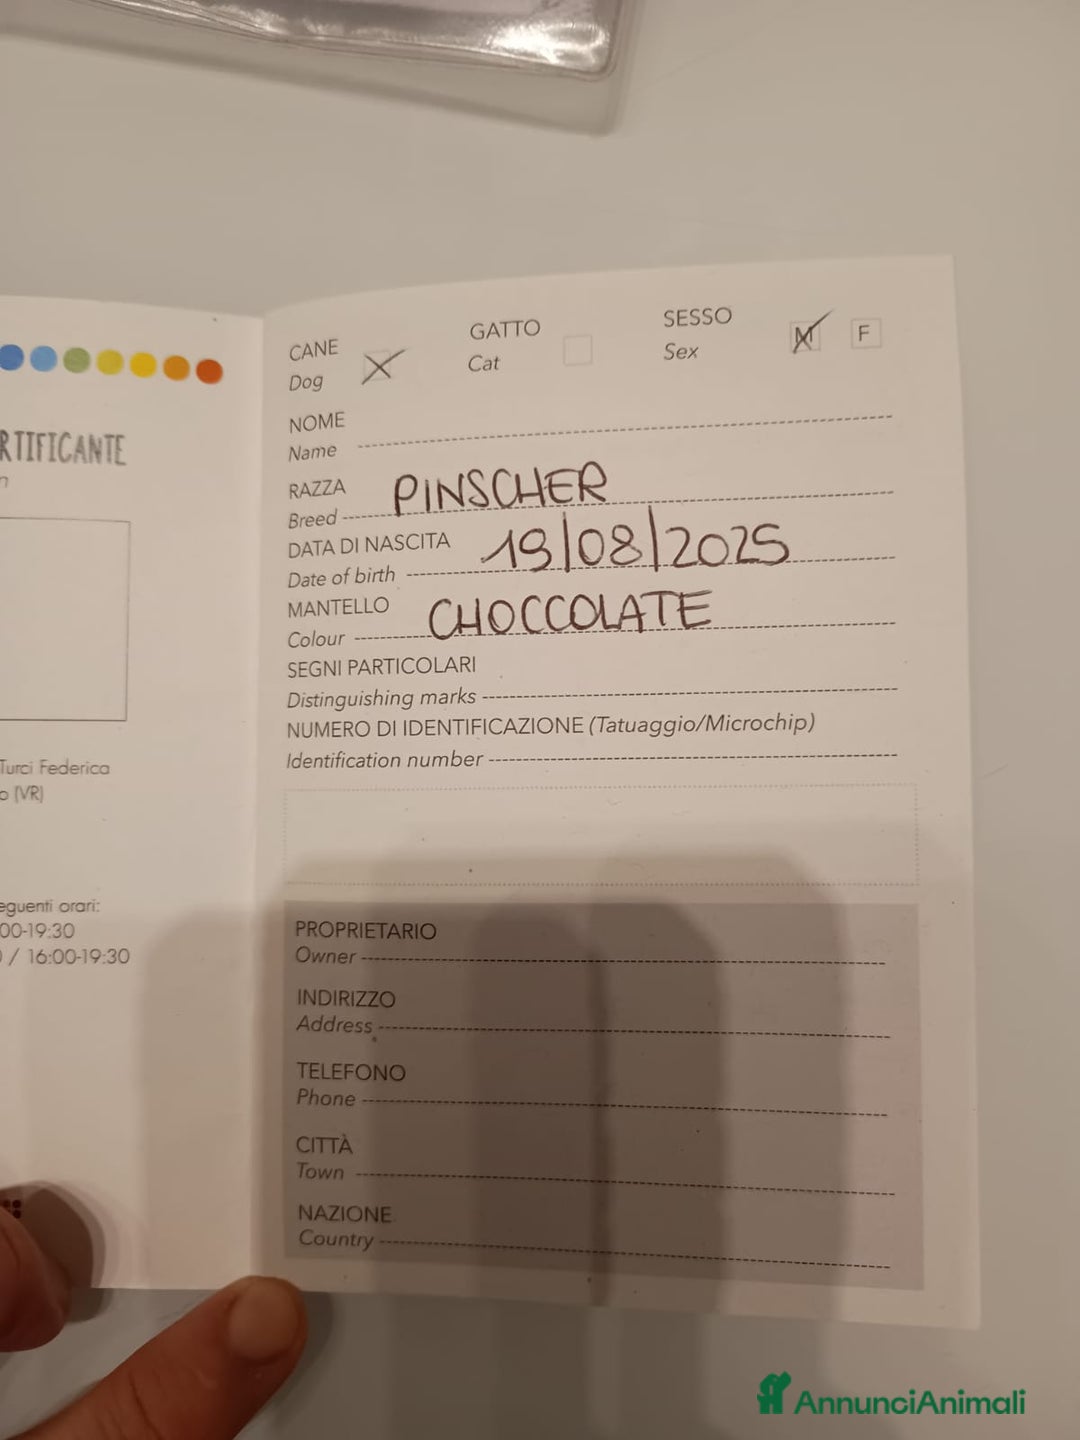 RTIFICANTE
n
Turci Federica
o (VR)
eguenti orari:
00-19:30
/ 16:00-19:30
CANE
Dog
GATTO
Cat
SESSO
Sex
M
F
NOME
Name
RAZZA
Breed PINSCHER
DATA DI NASCITA
Date of birth 19/08/2025
MANTELLO
Colour CHOCCOLATE
SEGNI PARTICOLARI
Distinguishing marks
NUMERO DI IDENTIFICAZIONE (Tatuaggio/Microchip)
Identification number
PROPRIETARIO
Owner
INDIRIZZO
Address
TELEFONO
Phone
CITTÀ
Town
NAZIONE
Country
AnnunciAnimali